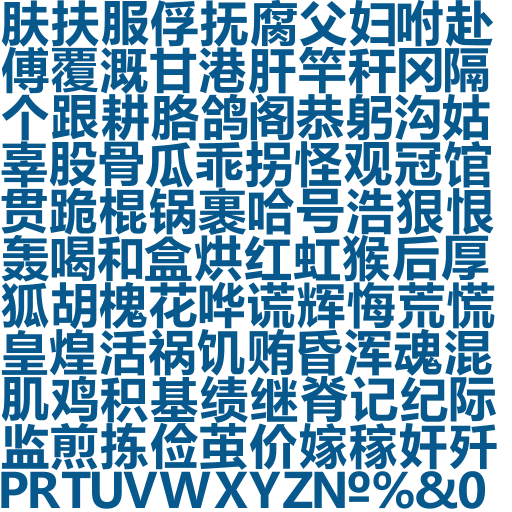 肤扶服俘抚腐父妇咐赴
傅覆溉甘港肝竿秆冈隔
个跟耕胳鸽阁恭躬沟姑
辜股骨瓜乖拐怪观冠馆
贯跪棍锅裹哈号浩狠恨
轰喝和盒烘红虹猴后厚
狐胡槐花哗谎辉悔荒慌
皇煌活祸饥贿昏浑魂混
肌鸡积基绩继脊记纪际
监煎拣俭茧价嫁稼奸歼
PRTUVWXYZNº%&0